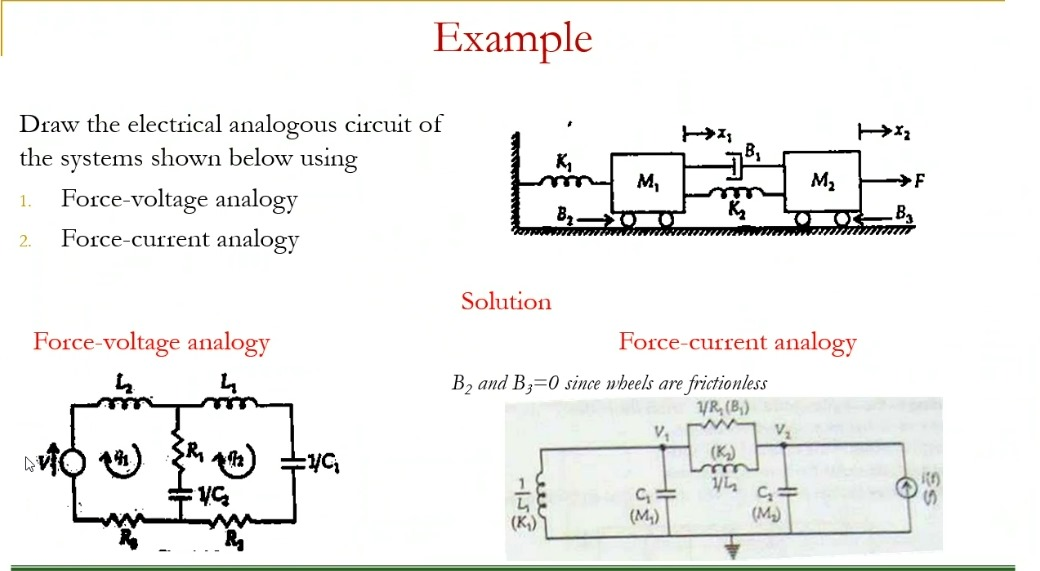 Example
Draw the electrical analogous circuit of
the systems shown below using
1. Force-voltage analogy
2. Force-current analogy
x₁
x₂
K₁
B₁
M₁
M₂
F
K₂
B₂
B₃
Solution
Force-voltage analogy
Force-current analogy
B₂ and B₃=0 since wheels are frictionless
L₂
L₁
V
R₁
1/C₁
1/C₂
1/R₁(B₁)
V₁
V₂
(K₂)
1/L₂
1/L₁
(K₁)
C₁
(M₁)
C₂
(M₂)
i(t)
(f)